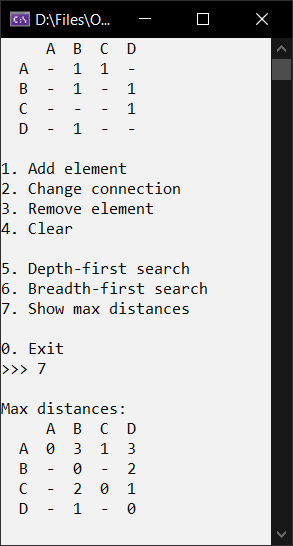 D:\Files\O...
A B C D
A - 1 1 -
B - 1 - 1
C - - - 1
D - 1 - -
1. Add element
2. Change connection
3. Remove element
4. Clear
5. Depth-first search
6. Breadth-first search
7. Show max distances
0. Exit
>>> 7
Max distances:
A B C D
A 0 3 1 3
B - 0 - 2
C - 2 0 1
D - 1 - 0